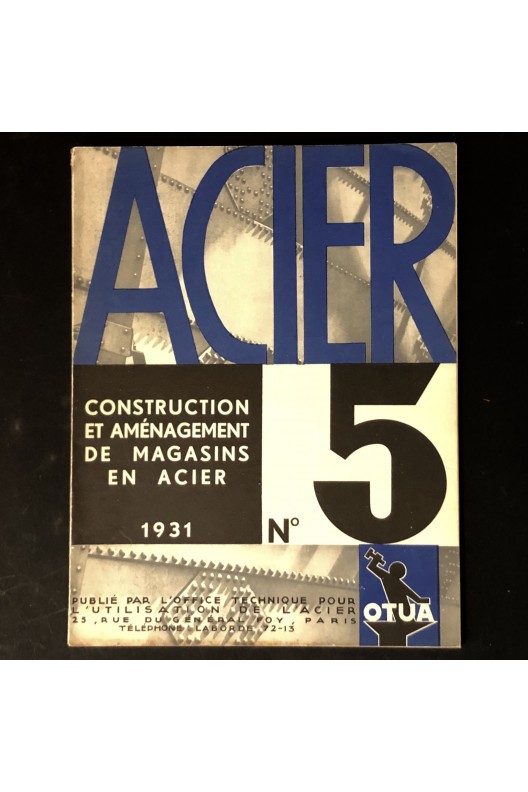 ACIER
CONSTRUCTION
ET AMÉNAGEMENT
DE MAGASINS
EN ACIER
1931
N° 5
PUBLIÉ PAR L'OFFICE TECHNIQUE POUR
L'UTILISATION DE L'ACIER
25, RUE DU GÉNÉRAL FOY, PARIS
TÉLÉPHONE : LABORDE 72-13
OTUA